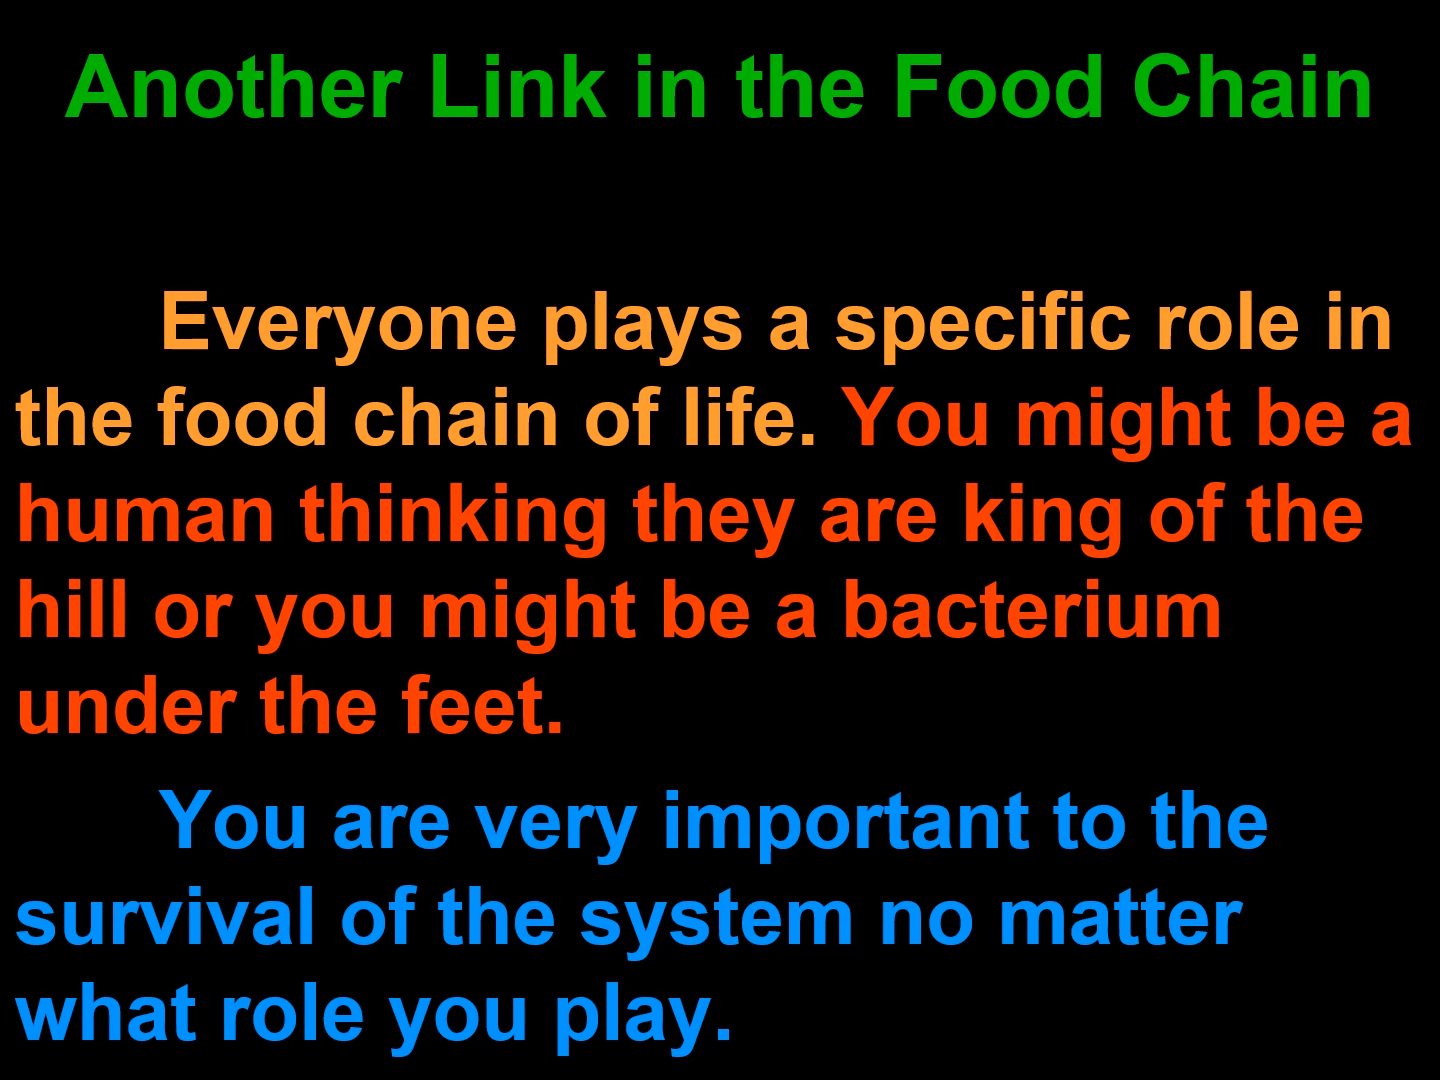 Another Link in the Food Chain
Everyone plays a specific role in
the food chain of life. You might be a
human thinking they are king of the
hill or you might be a bacterium
under the feet.
You are very important to the
survival of the system no matter
what role you play.